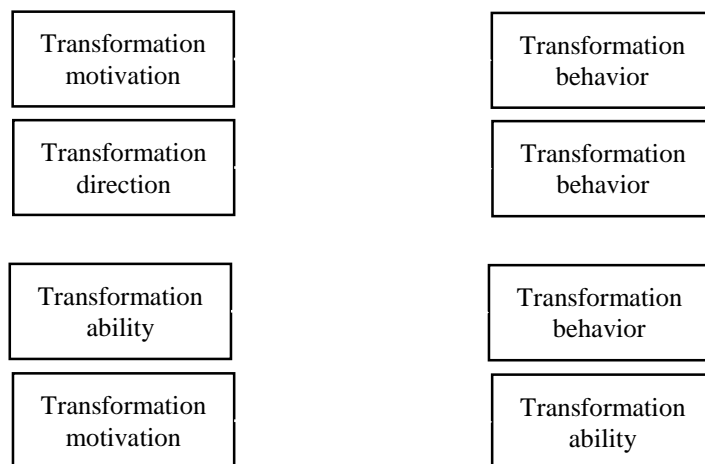 Transformation
motivation
Transformation
behavior
Transformation
direction
Transformation
behavior
Transformation
ability
Transformation
behavior
Transformation
motivation
Transformation
ability